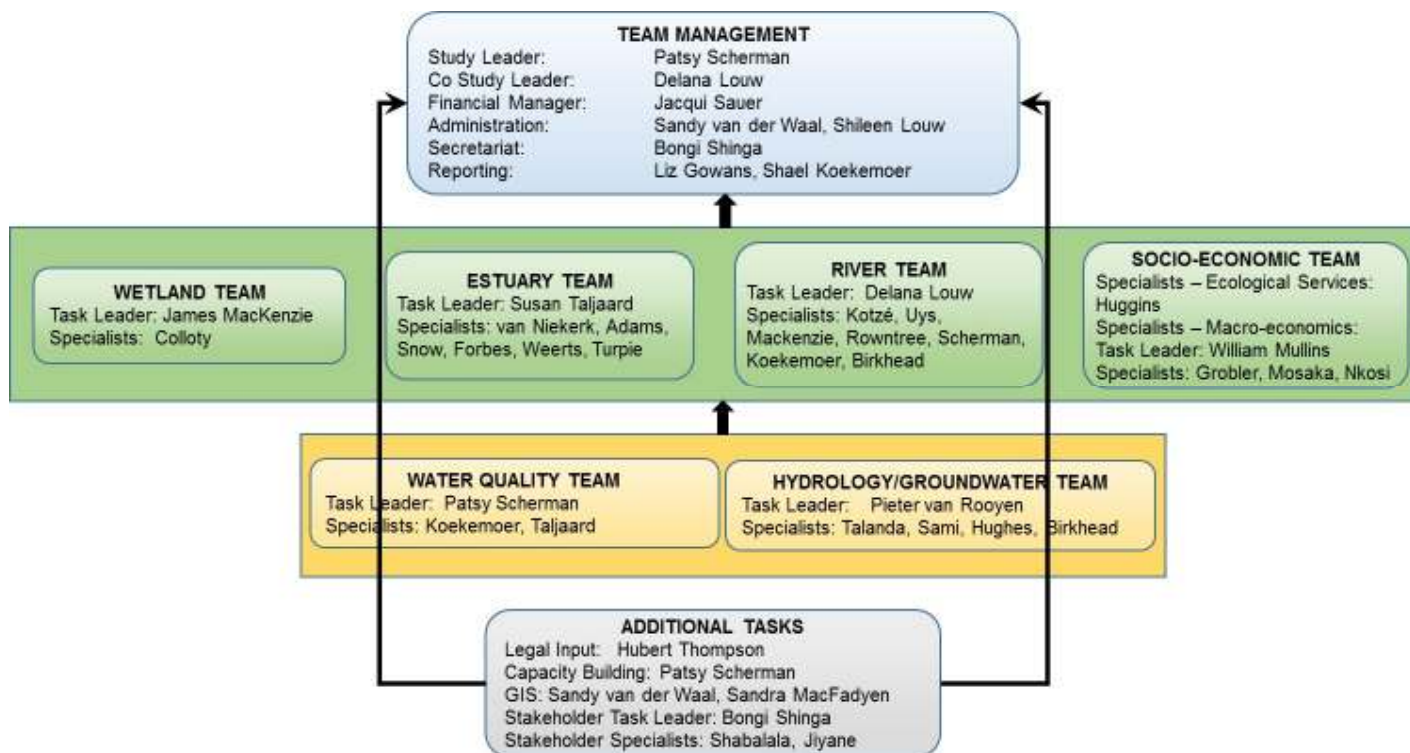 TEAM MANAGEMENT
Study Leader: Patsy Scherman
Co Study Leader: Delana Louw
Financial Manager: Jacqui Sauer
Administration: Sandy van der Waal, Shileen Louw
Secretariat: Bongi Shinga
Reporting: Liz Gowans, Shael Koekemoer
WETLAND TEAM
Task Leader: James MacKenzie
Specialists: Colloty
ESTUARY TEAM
Task Leader: Susan Taljaard
Specialists: van Niekerk, Adams,
Snow, Forbes, Weerts, Turpie
RIVER TEAM
Task Leader: Delana Louw
Specialists: Kotzé, Uys,
Mackenzie, Rowntree, Scherman,
Koekemoer, Birkhead
SOCIO-ECONOMIC TEAM
Specialists – Ecological Services:
Huggins
Specialists – Macro-economics:
Task Leader: William Mullins
Specialists: Grobler, Mosaka, Nkosi
WATER QUALITY TEAM
Task Leader: Patsy Scherman
Specialists: Koekemoer, Taljaard
HYDROLOGY/GROUNDWATER TEAM
Task Leader: Pieter van Rooyen
Specialists: Talanda, Sami, Hughes, Birkhead
ADDITIONAL TASKS
Legal Input: Hubert Thompson
Capacity Building: Patsy Scherman
GIS: Sandy van der Waal, Sandra MacFadyen
Stakeholder Task Leader: Bongi Shinga
Stakeholder Specialists: Shabalala, Jiyane